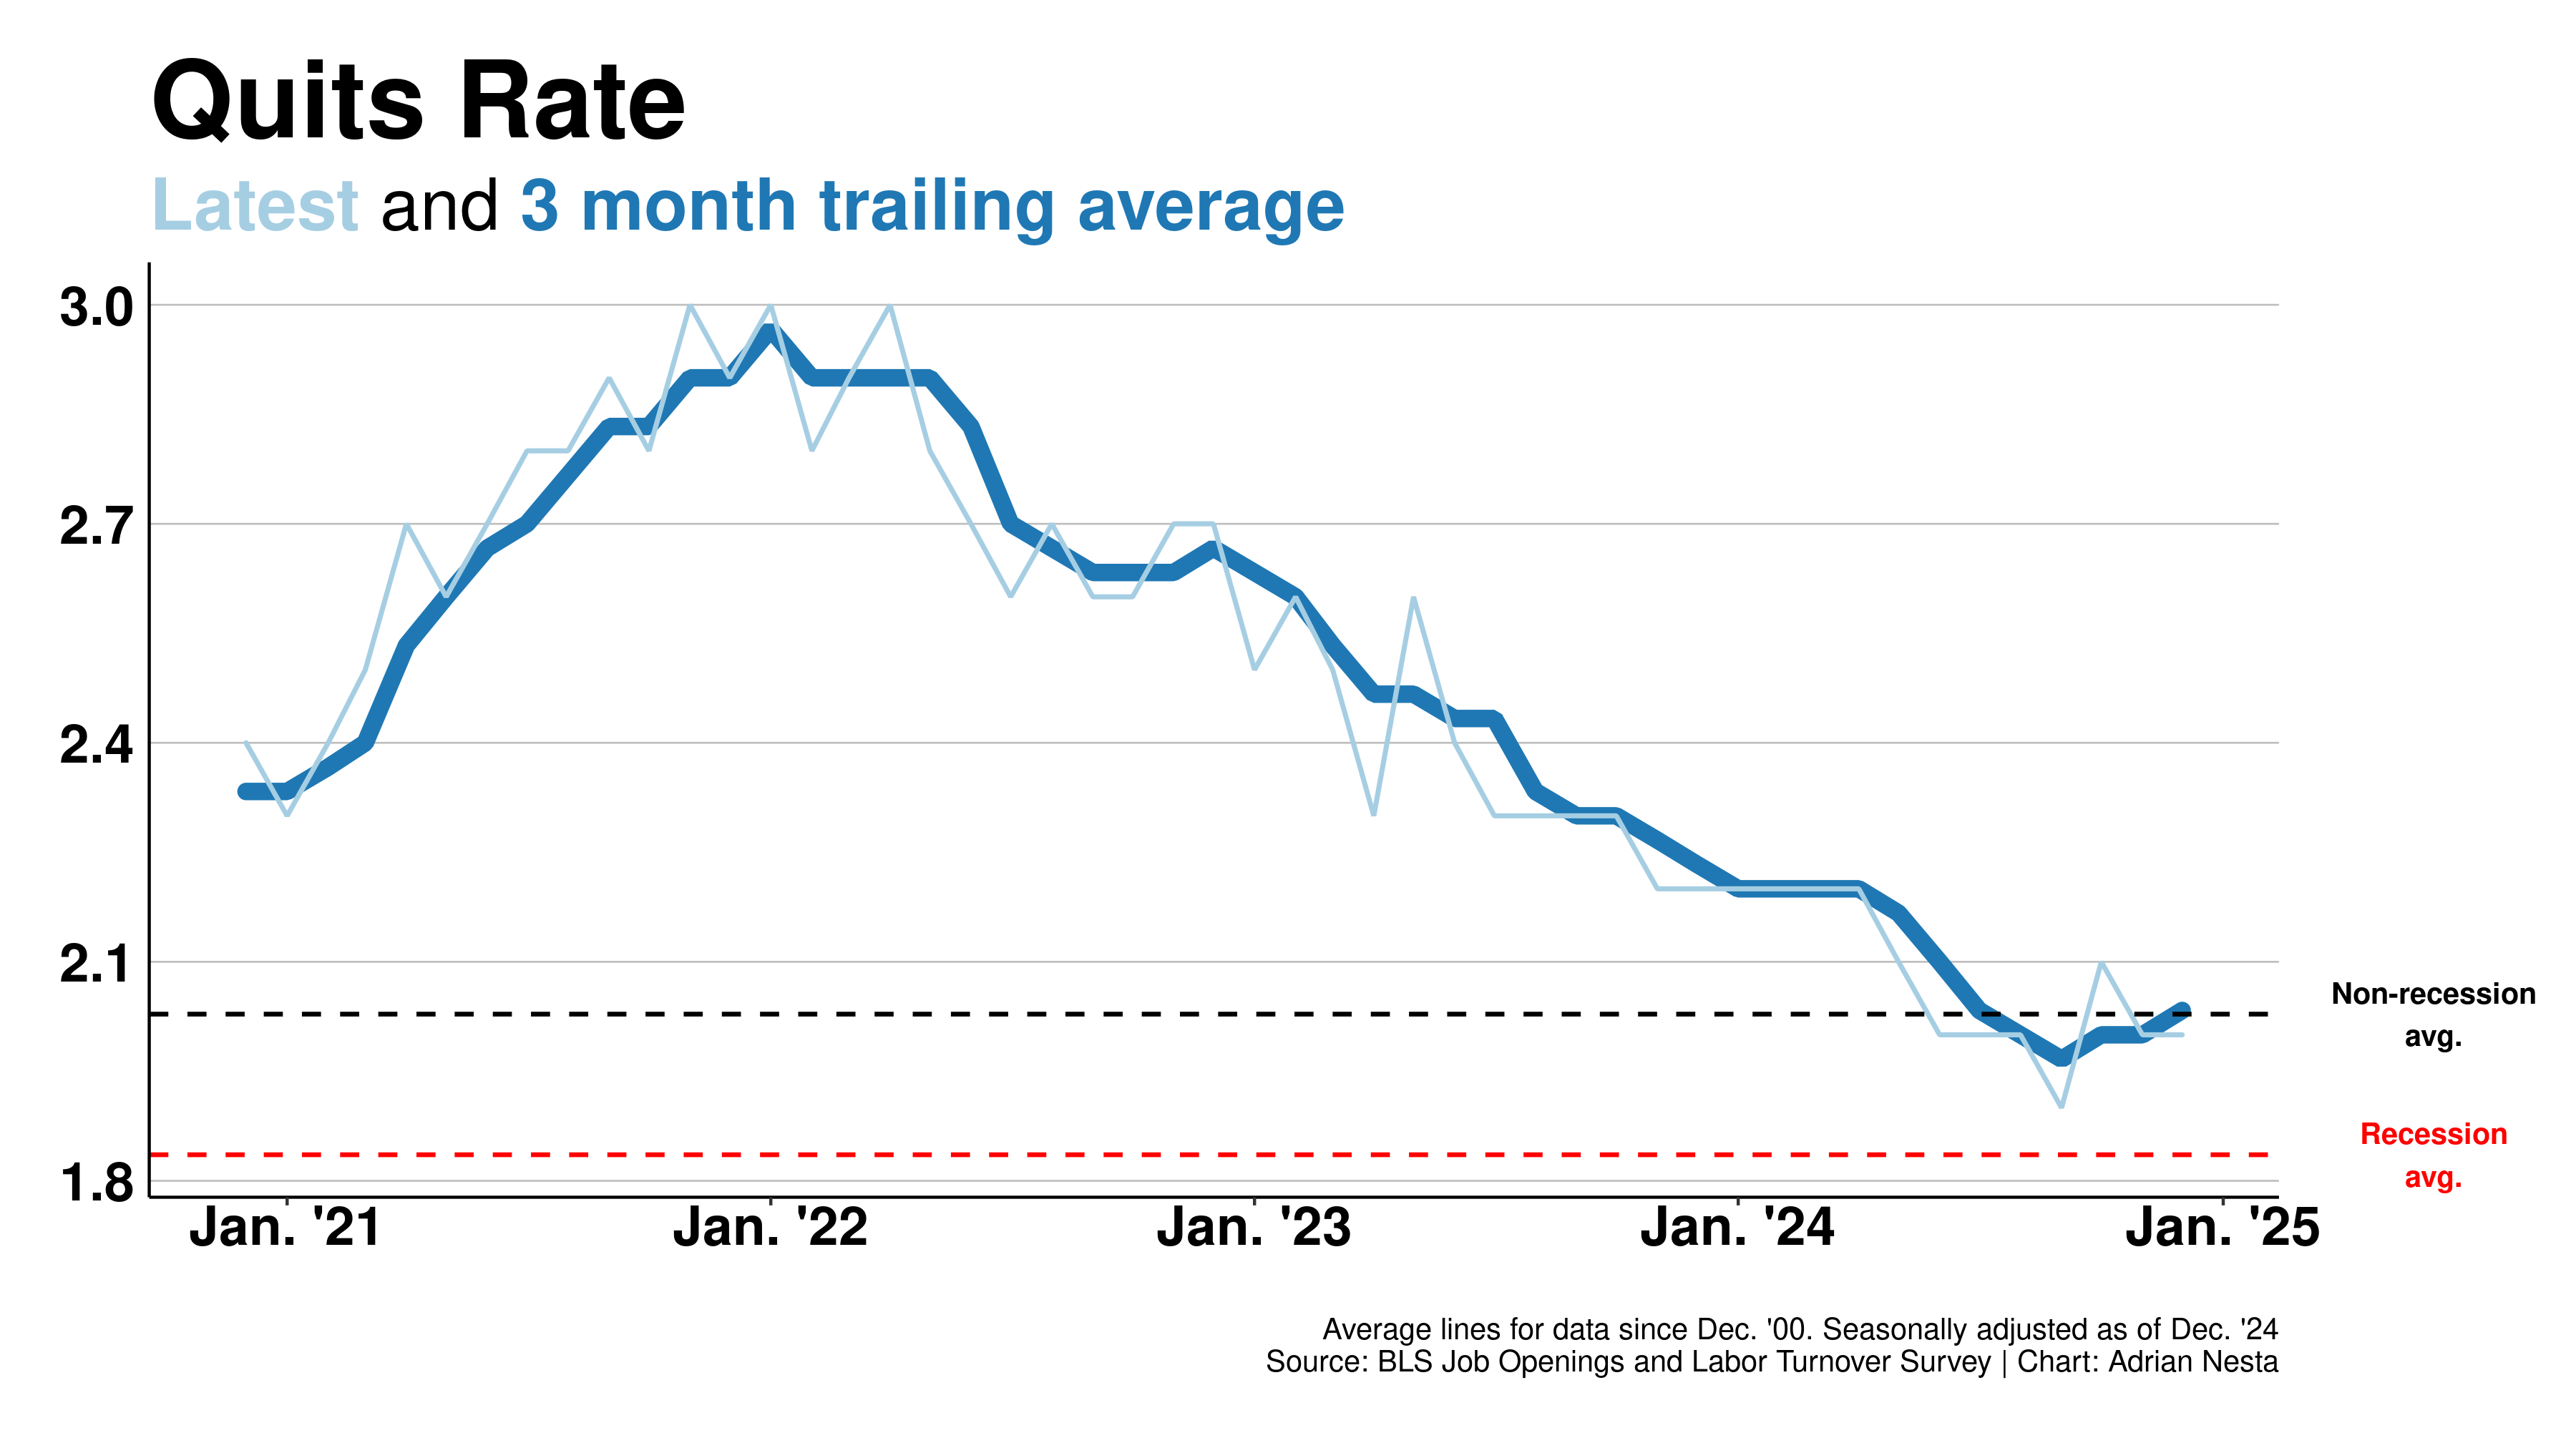 Quits Rate
Latest and 3 month trailing average
3.0
2.7
2.4
2.1
1.8
Non-recession
avg.
Recession
avg.
Jan. '21
Jan. '22
Jan. '23
Jan. '24
Jan. '25
Average lines for data since Dec. '00. Seasonally adjusted as of Dec. '24
Source: BLS Job Openings and Labor Turnover Survey | Chart: Adrian Nesta